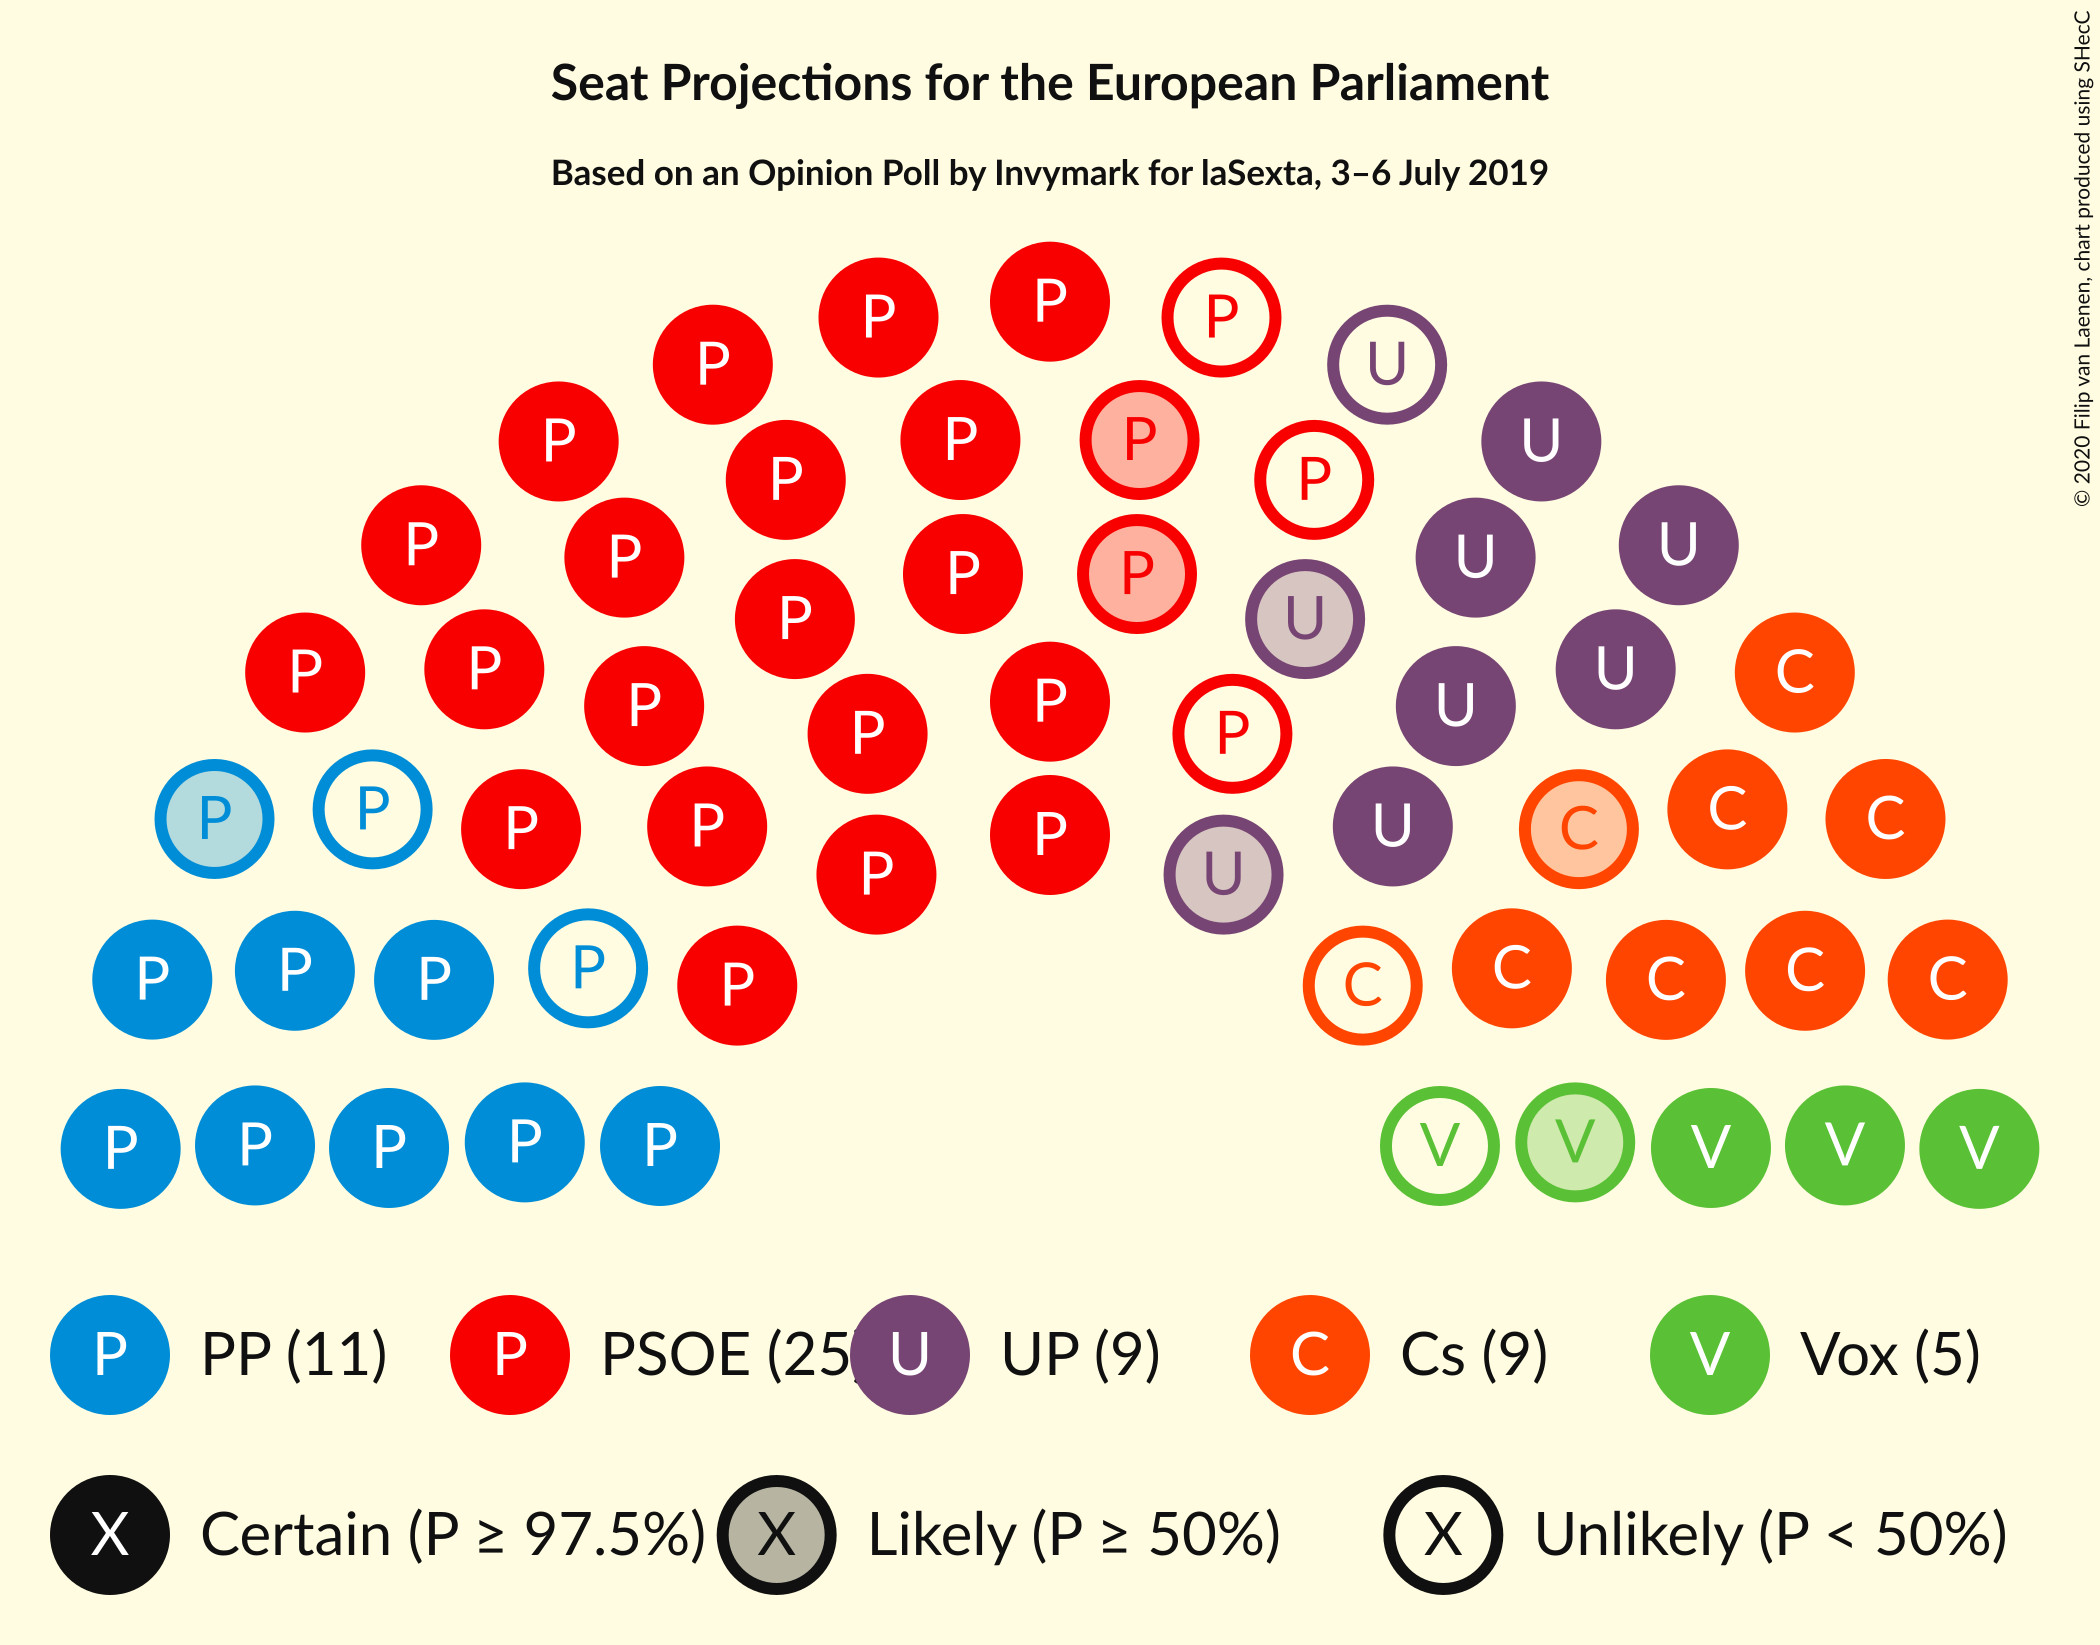 Seat Projections for the European Parliament
Based on an Opinion Poll by Invymark for laSexta, 3–6 July 2019
© 2020 Filip van Laenen, chart produced using SHecC
P P P P U
P U
P P P P
P U U
P P P U
P P P U C
P P P U
P P P U C C
P P P P U C
P P P P P C C C C C
P P P P P V V V V V
P PP (11) P PSOE (25) U UP (9) C Cs (9) V Vox (5)
X Certain (P ≥ 97.5%) X Likely (P ≥ 50%) X Unlikely (P < 50%)